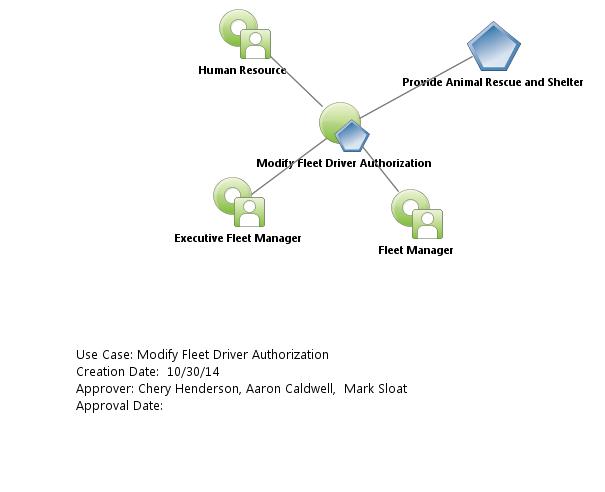 Human Resource
Provide Animal Rescue and Shelter
Modify Fleet Driver Authorization
Executive Fleet Manager
Fleet Manager
Use Case: Modify Fleet Driver Authorization
Creation Date:  10/30/14
Approver: Chery Henderson, Aaron Caldwell,  Mark Sloat
Approval Date: